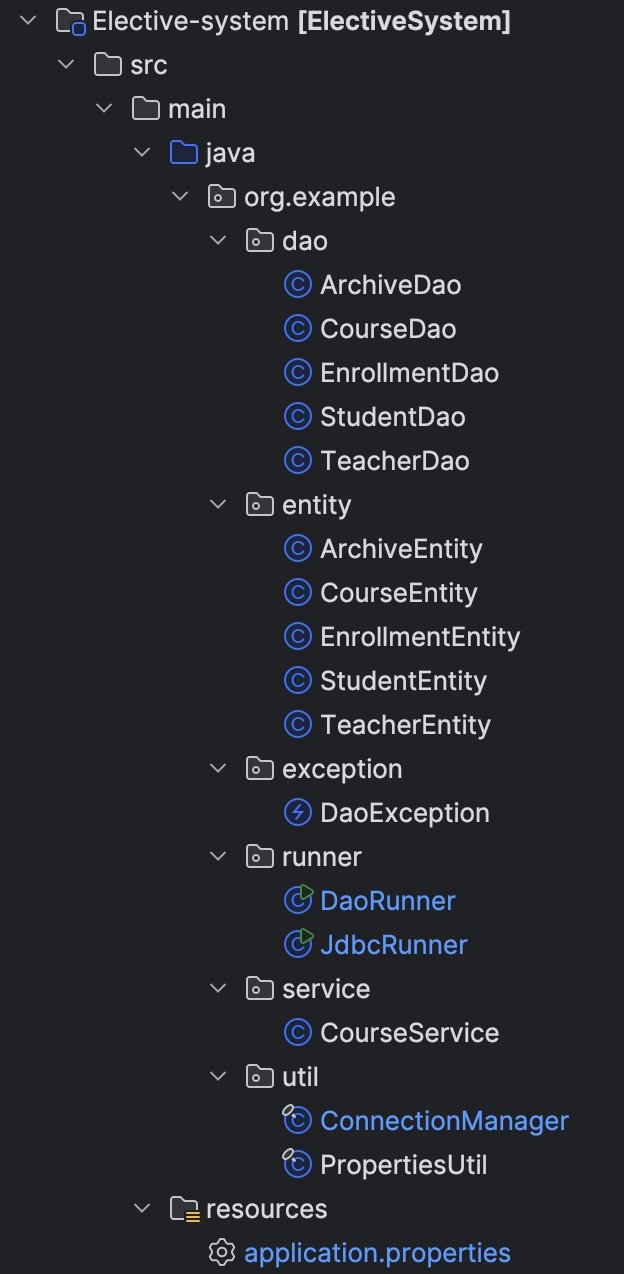 Elective-system [ElectiveSystem]
src
main
java
org.example
dao
ArchiveDao
CourseDao
EnrollmentDao
StudentDao
TeacherDao
entity
ArchiveEntity
CourseEntity
EnrollmentEntity
StudentEntity
TeacherEntity
exception
DaoException
runner
DaoRunner
JdbcRunner
service
CourseService
util
ConnectionManager
PropertiesUtil
resources
application.properties